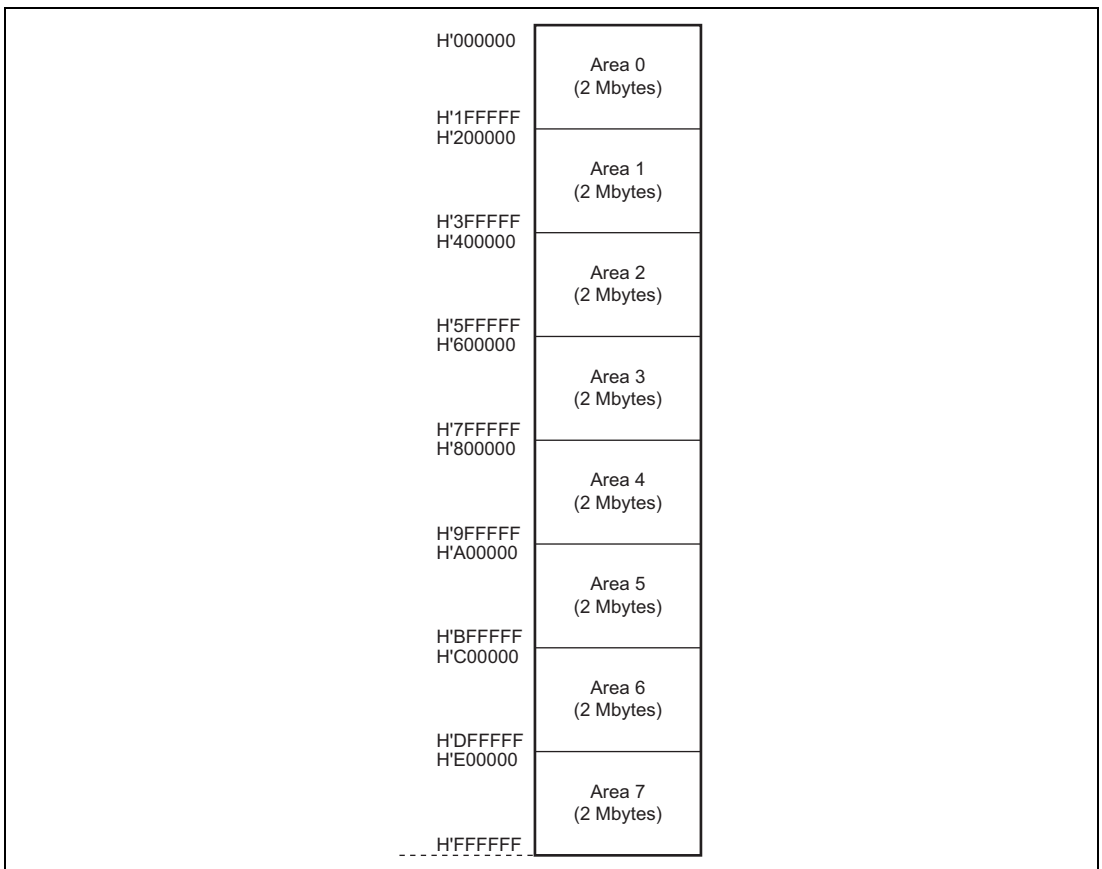 H'000000
Area 0
(2 Mbytes)
H'1FFFFF
H'200000
Area 1
(2 Mbytes)
H'3FFFFF
H'400000
Area 2
(2 Mbytes)
H'5FFFFF
H'600000
Area 3
(2 Mbytes)
H'7FFFFF
H'800000
Area 4
(2 Mbytes)
H'9FFFFF
H'A00000
Area 5
(2 Mbytes)
H'BFFFFF
H'C00000
Area 6
(2 Mbytes)
H'DFFFFF
H'E00000
Area 7
(2 Mbytes)
H'FFFFFF